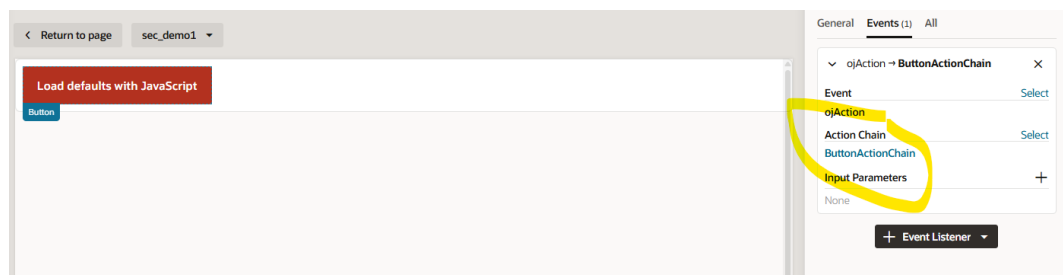 Return to page
sec_demo1
Load defaults with JavaScript
Button
General Events (1) All
ojAction → ButtonActionChain
Event Select
ojAction
Action Chain Select
ButtonActionChain
Input Parameters
None
+ Event Listener